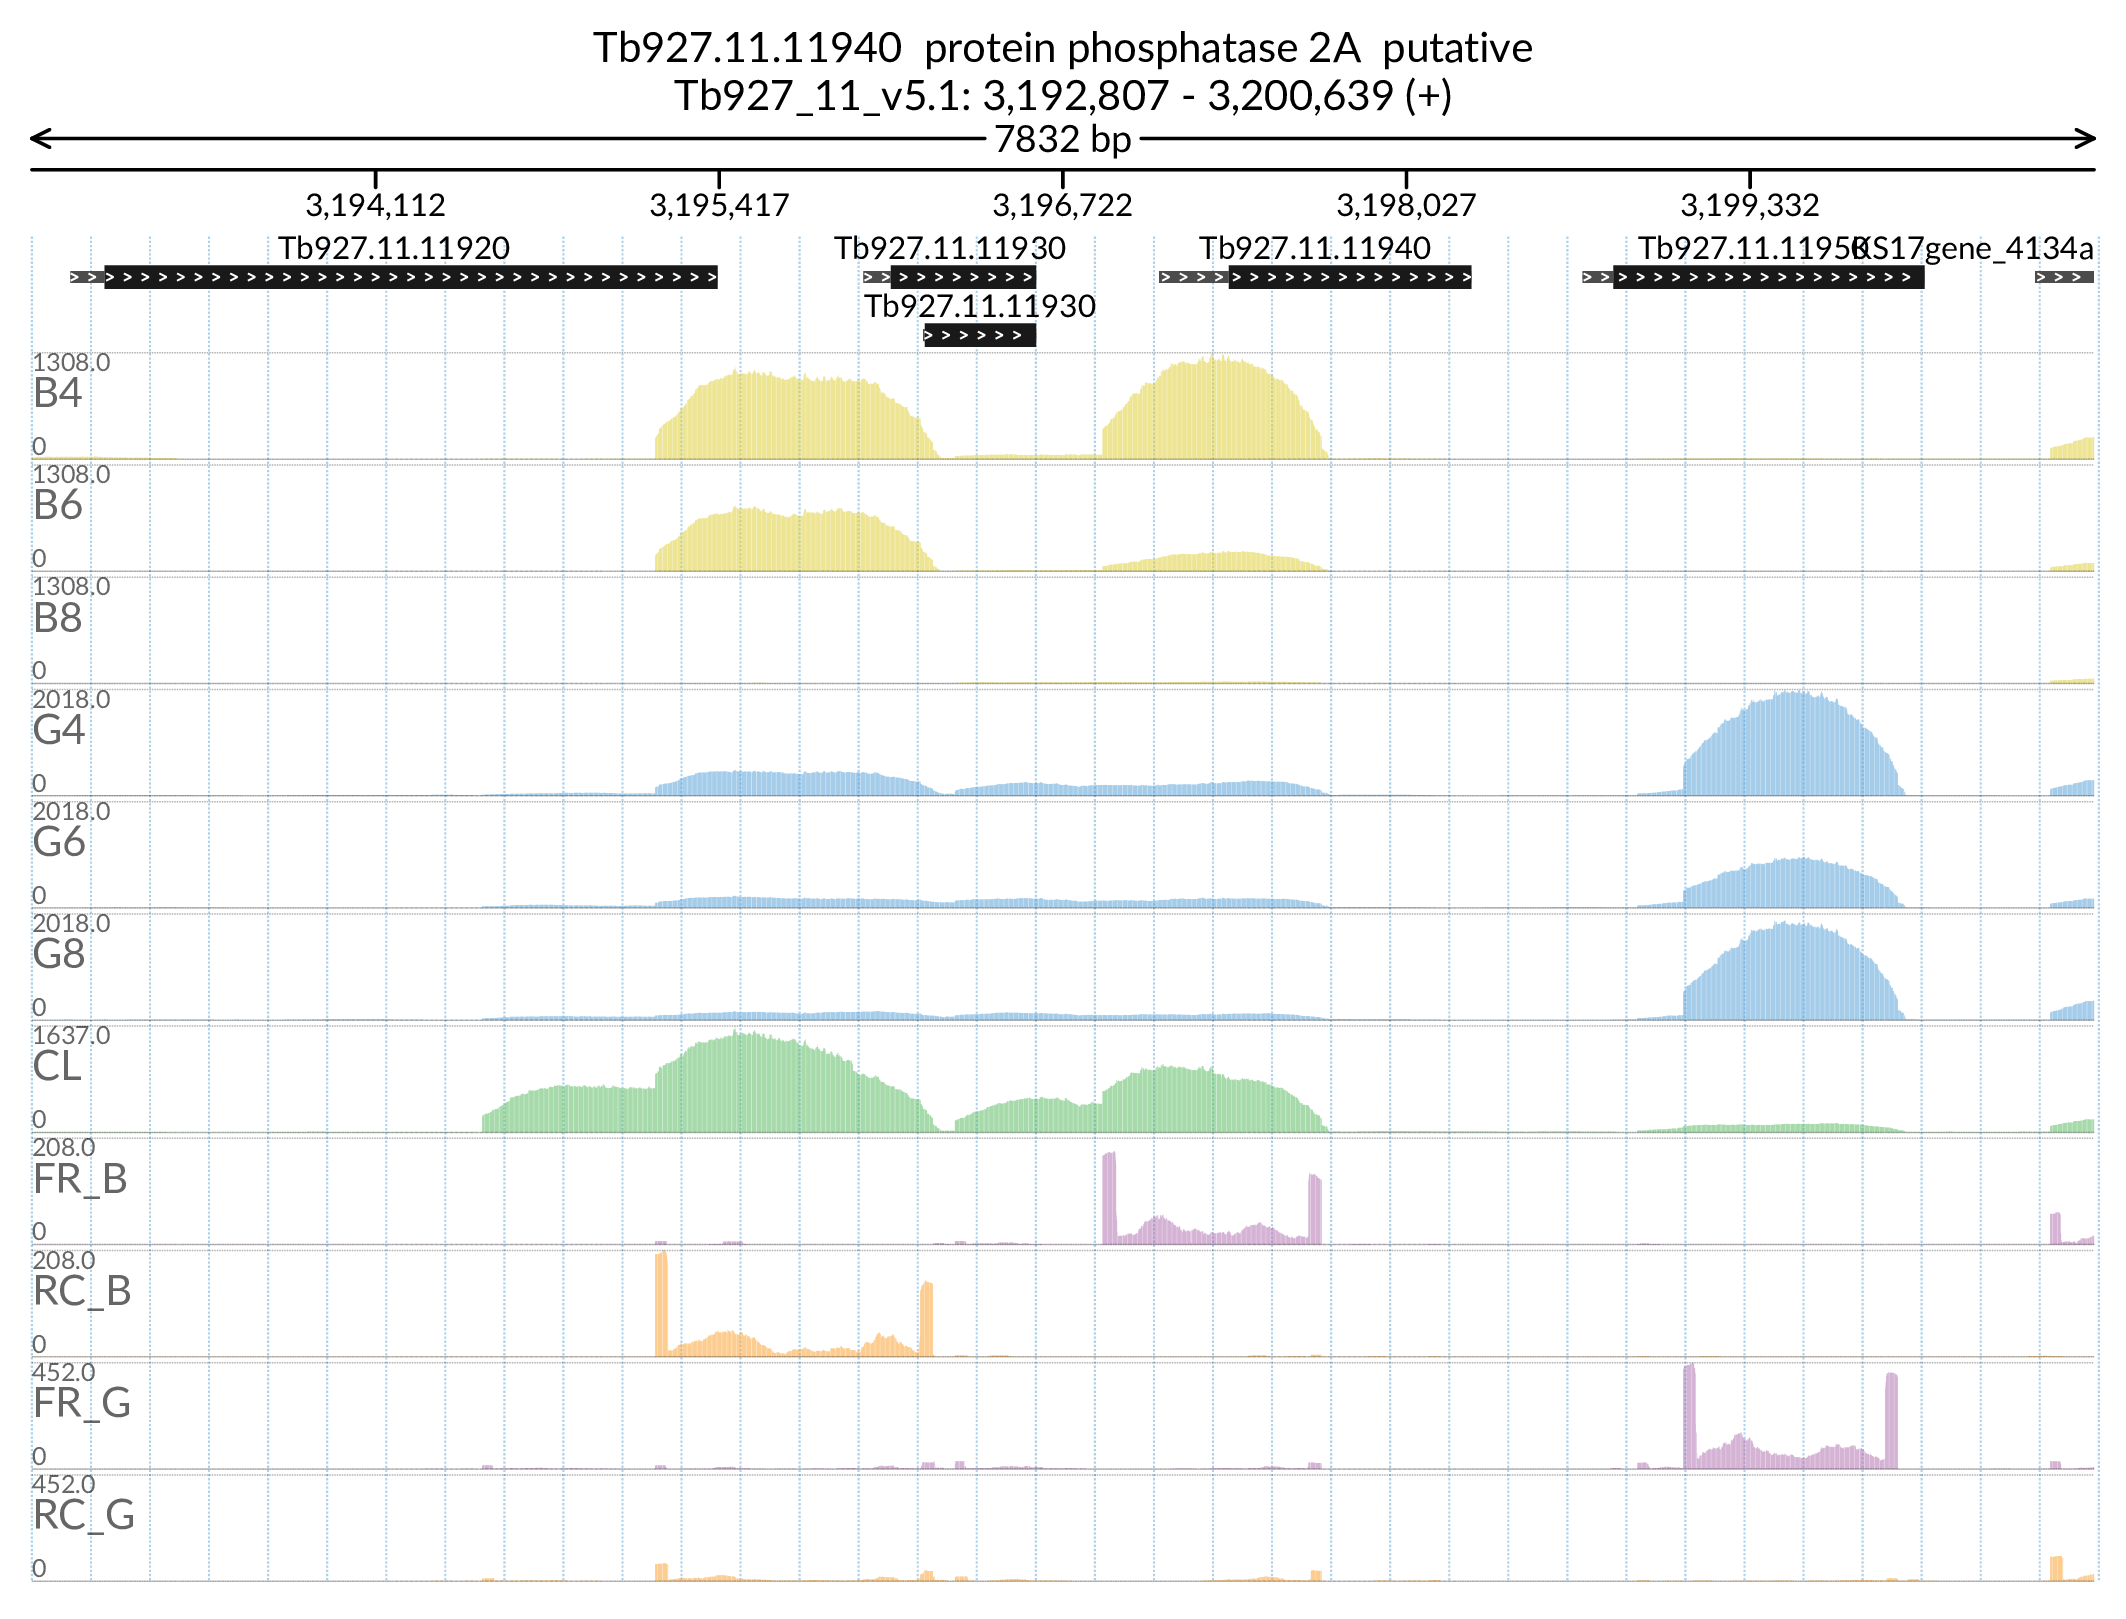 Tb927.11.11940 protein phosphatase 2A putative
Tb927_11_v5.1: 3,192,807 - 3,200,639 (+)
7832 bp
3,194,112 3,195,417 3,196,722 3,198,027 3,199,332
Tb927.11.11920 Tb927.11.11930 Tb927.11.11940 Tb927.11.11950 KS17gene_4134a
Tb927.11.11930
1308.0
B4
0
1308.0
B6
0
1308.0
B8
0
2018.0
G4
0
2018.0
G6
0
2018.0
G8
0
1637.0
CL
0
208.0
FR_B
0
208.0
RC_B
0
452.0
FR_G
0
452.0
RC_G
0